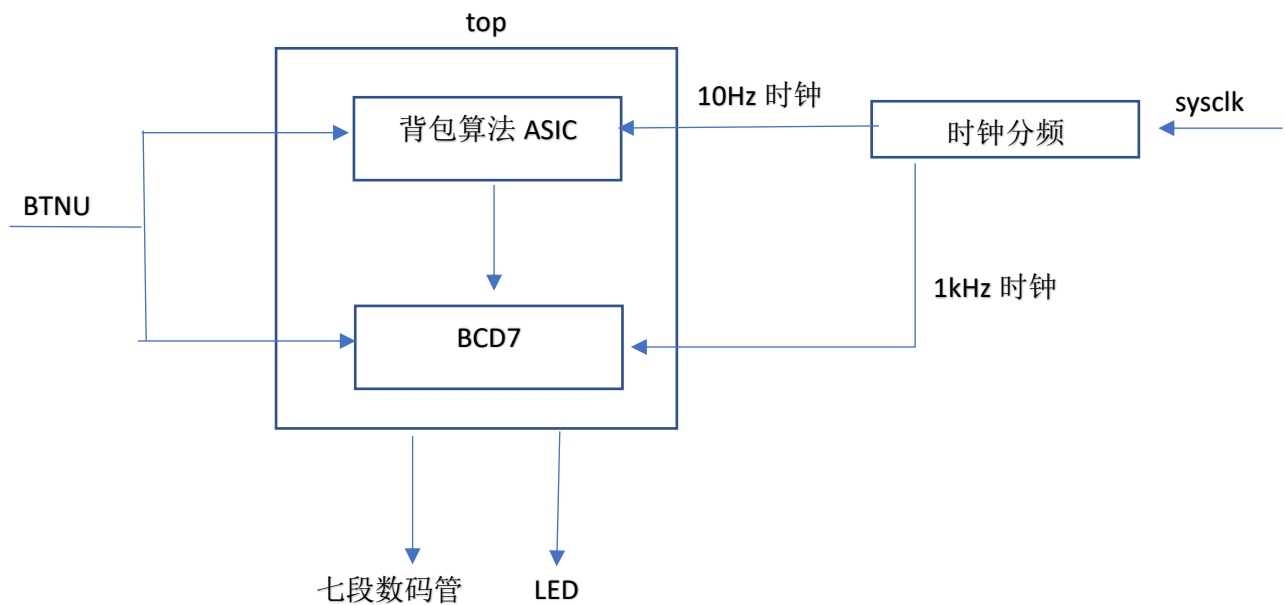 top
10Hz 时钟
sysclk
背包算法 ASIC
时钟分频
BTNU
1kHz 时钟
BCD7
七段数码管
LED